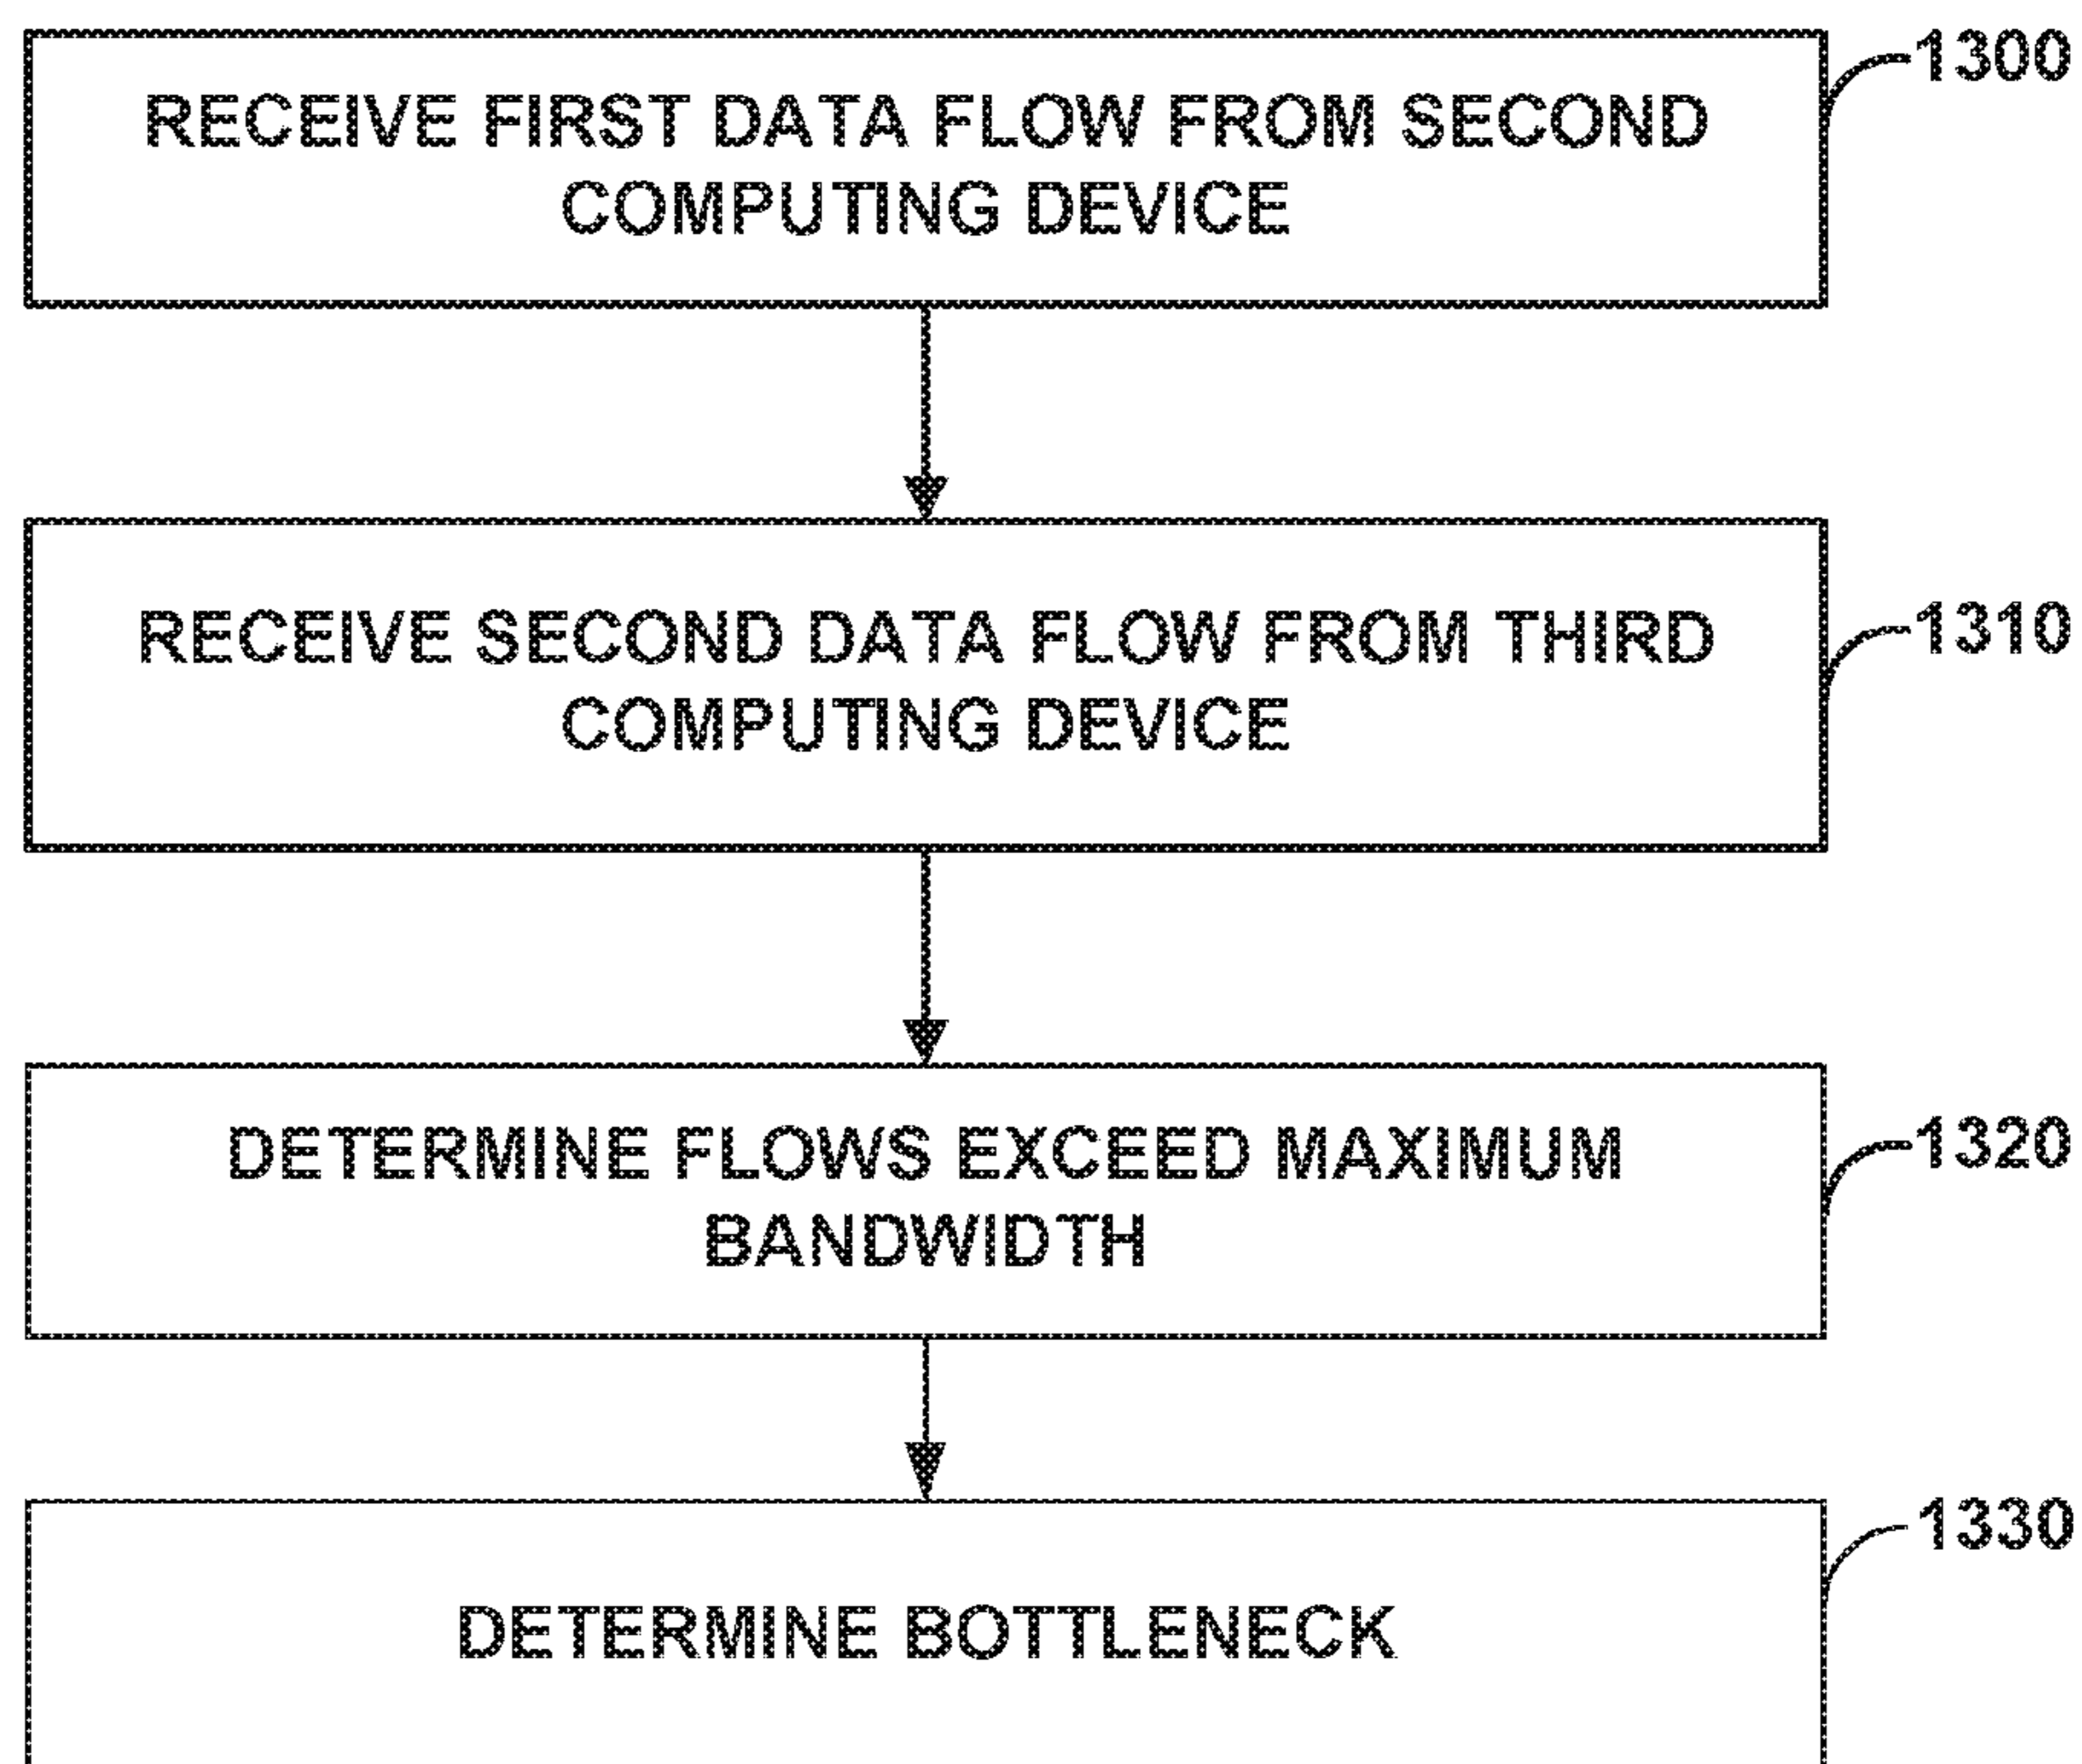 RECEIVE FIRST DATA FLOW FROM SECOND
COMPUTING DEVICE
1300
RECEIVE SECOND DATA FLOW FROM THIRD
COMPUTING DEVICE
1310
DETERMINE FLOWS EXCEED MAXIMUM
BANDWIDTH
1320
DETERMINE BOTTLENECK
1330